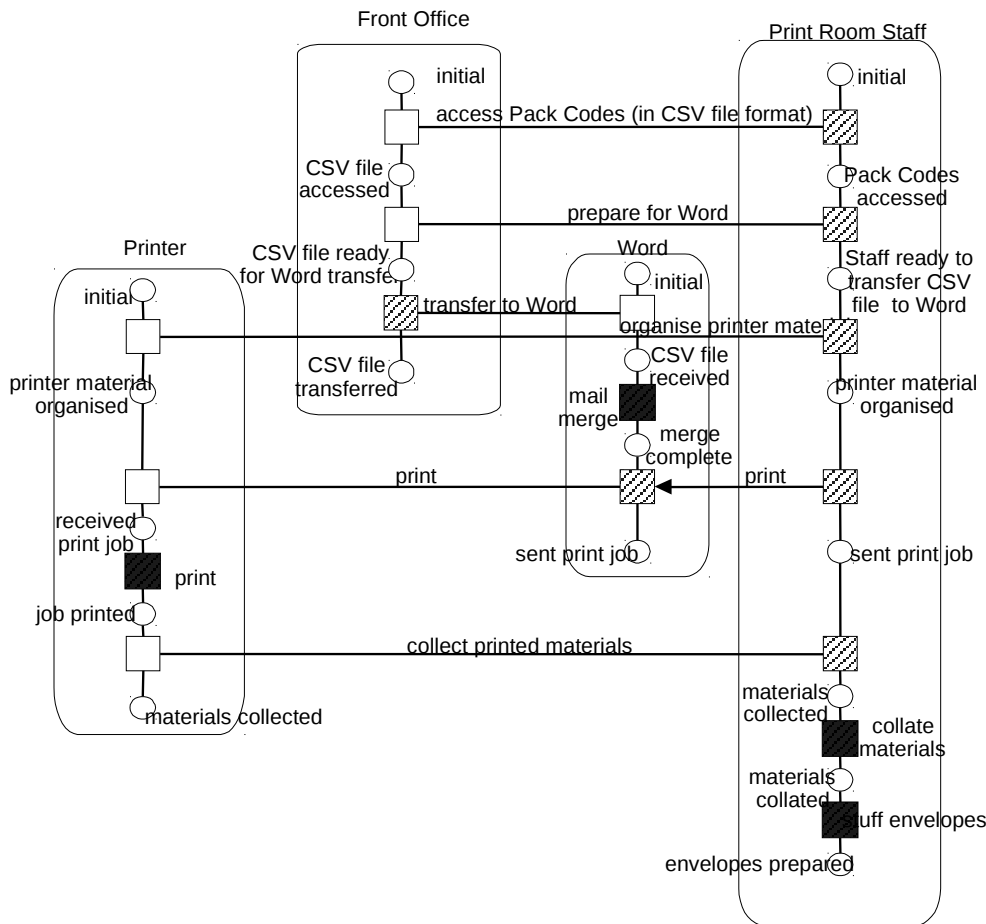 Front Office
Print Room Staff
initial
initial
access Pack Codes (in CSV file format)
CSV file
accessed
Pack Codes
accessed
prepare for Word
Printer
CSV file ready
for Word transfe
Word
Staff ready to
transfer CSV
file to Word
initial
initial
transfer to Word
organise printer mate
CSV file
transferred
CSV file
received
printer material
organised
mail
merge
printer material
organised
merge
complete
print
print
received
print job
sent print job
sent print job
print
job printed
collect printed materials
materials
collected
materials collected
collate
materials
materials
collated
stuff envelopes
envelopes prepared